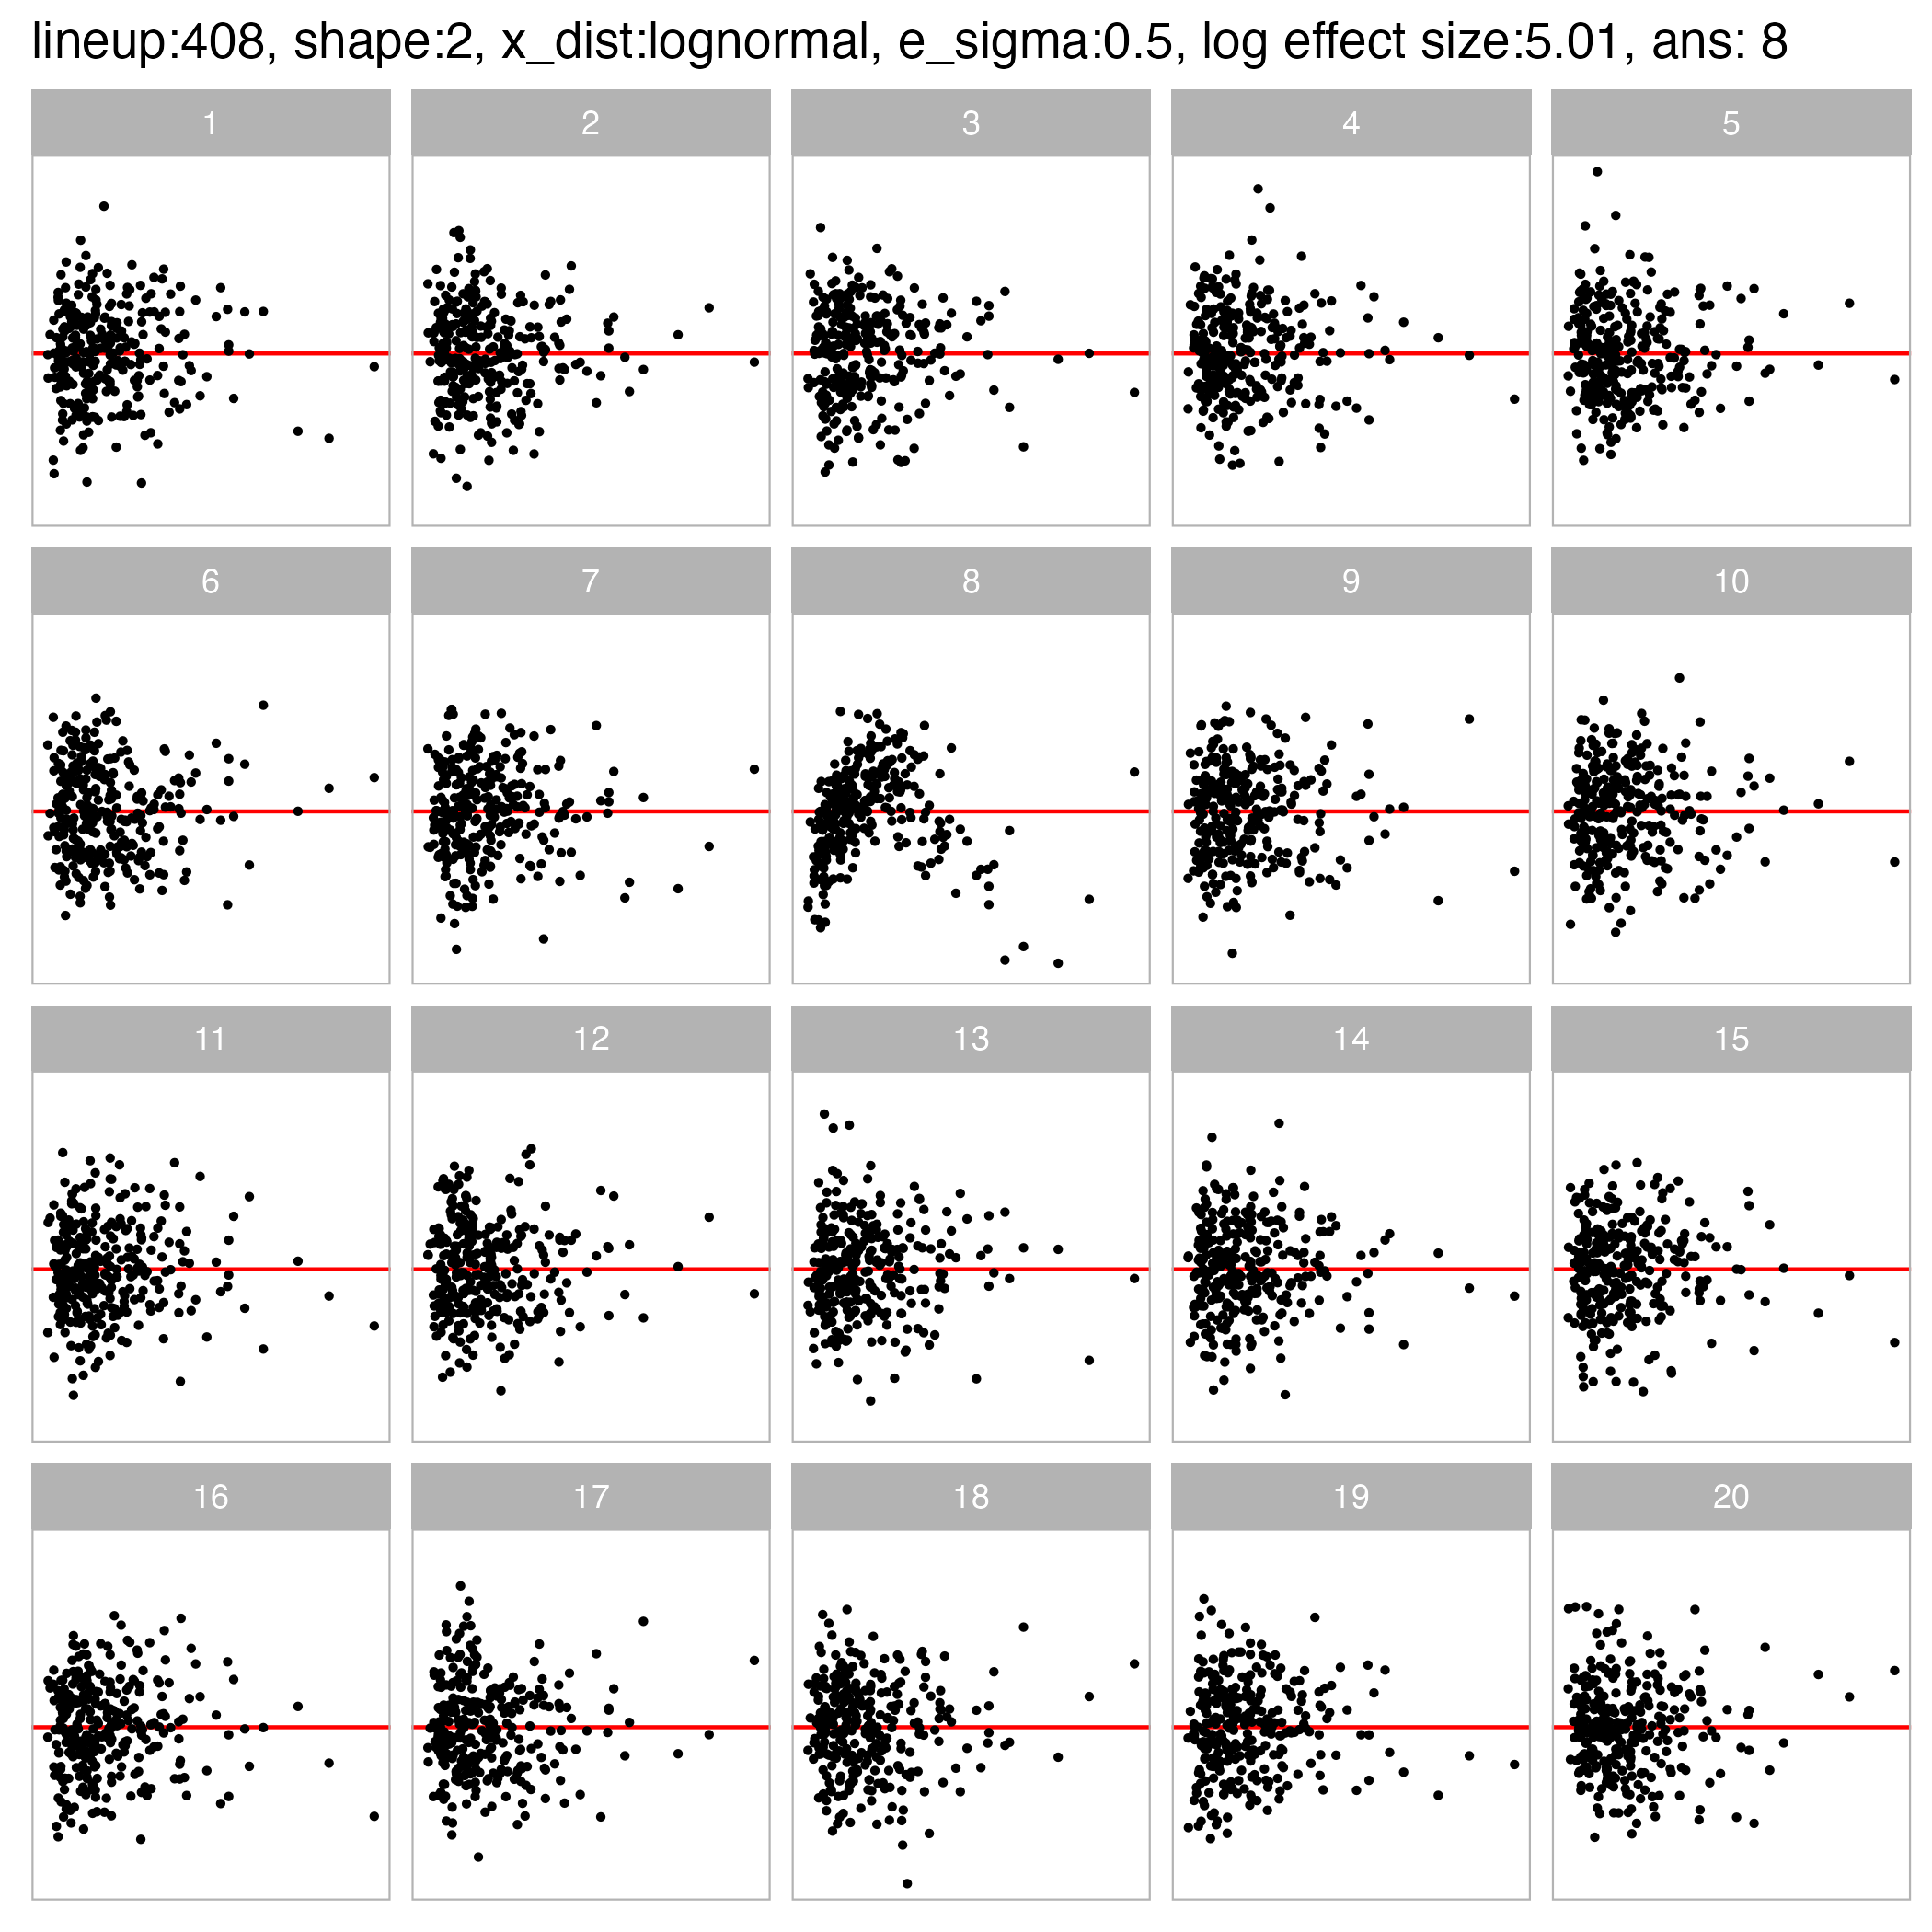 lineup:408, shape:2, x_dist:lognormal, e_sigma:0.5, log effect size:5.01, ans: 8
1 2 3 4 5
6 7 8 9 10
11 12 13 14 15
16 17 18 19 20